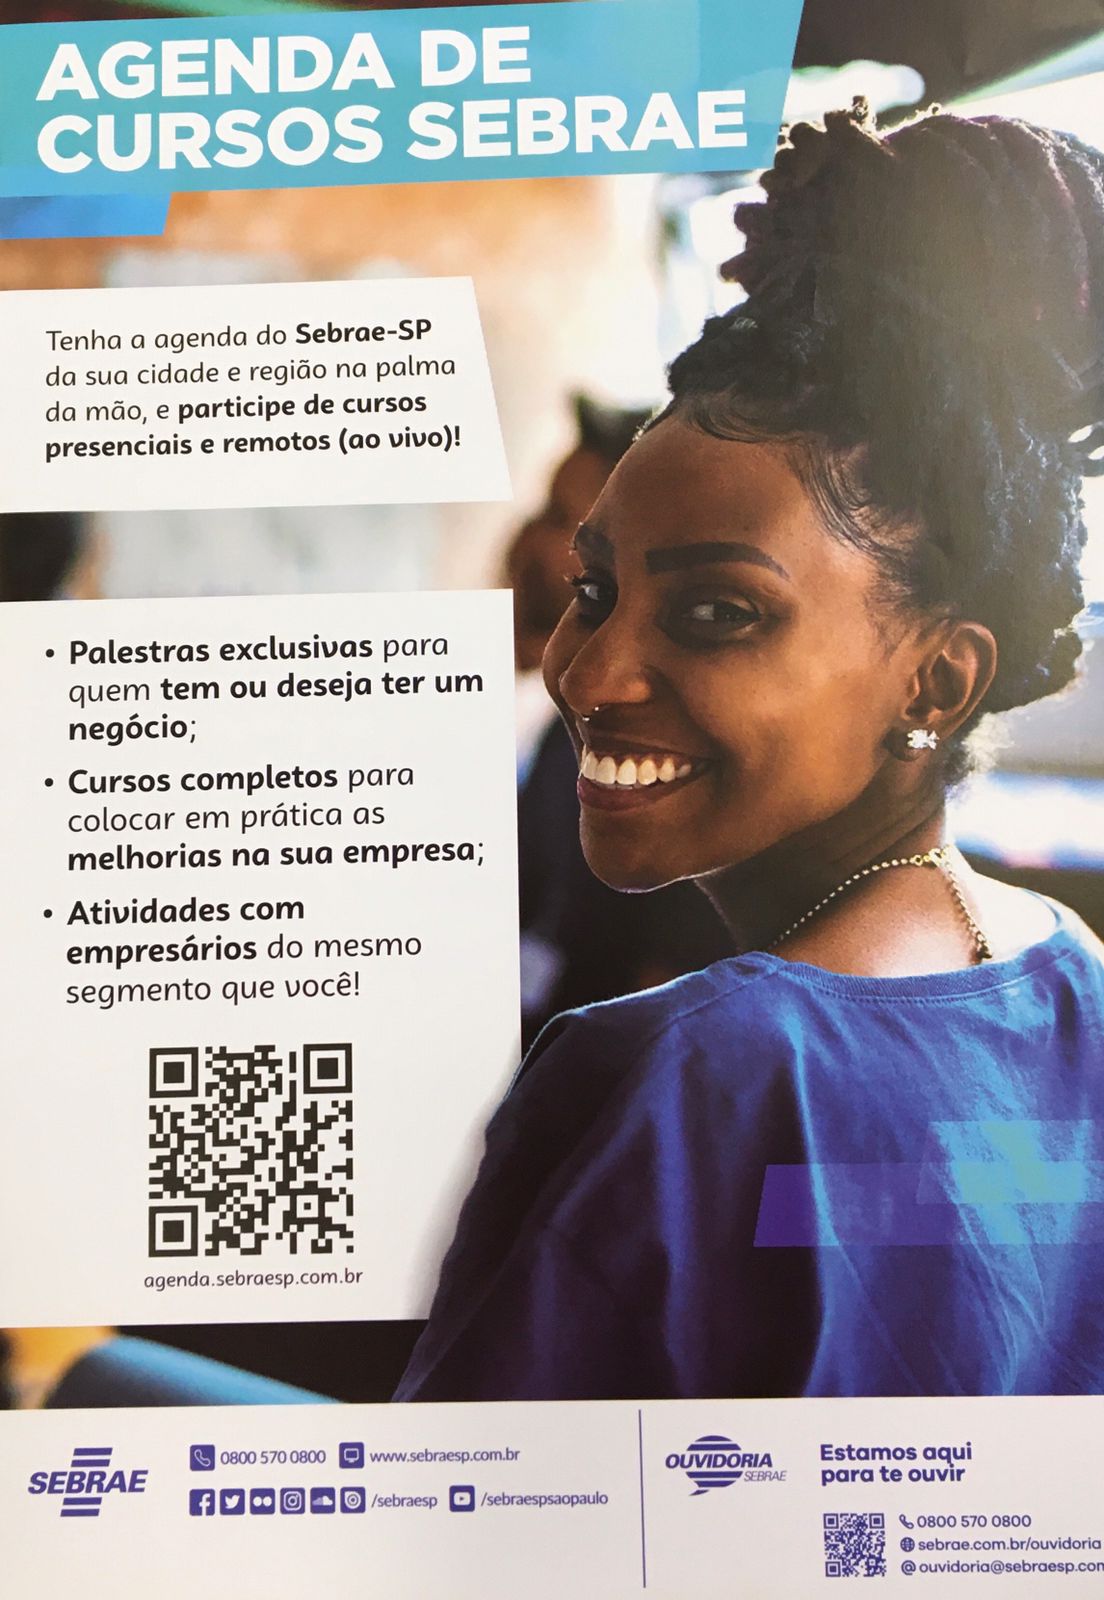 AGENDA DE
CURSOS SEBRAE
Tenha a agenda do Sebrae-SP
da sua cidade e região na palma
da mão, e participe de cursos
presenciais e remotos (ao vivo)!
• Palestras exclusivas para
quem tem ou deseja ter um
negócio;
• Cursos completos para
colocar em prática as
melhorias na sua empresa;
• Atividades com
empresários do mesmo
segmento que você!
agenda.sebraesp.com.br
SEBRAE
0800 570 0800 www.sebraesp.com.br
/sebraesp /sebraespsaopaulo
OUVIDORIA
SEBRAE
Estamos aqui
para te ouvir
0800 570 0800
sebrae.com.br/ouvidoria
@ ouvidoria@sebraesp.com